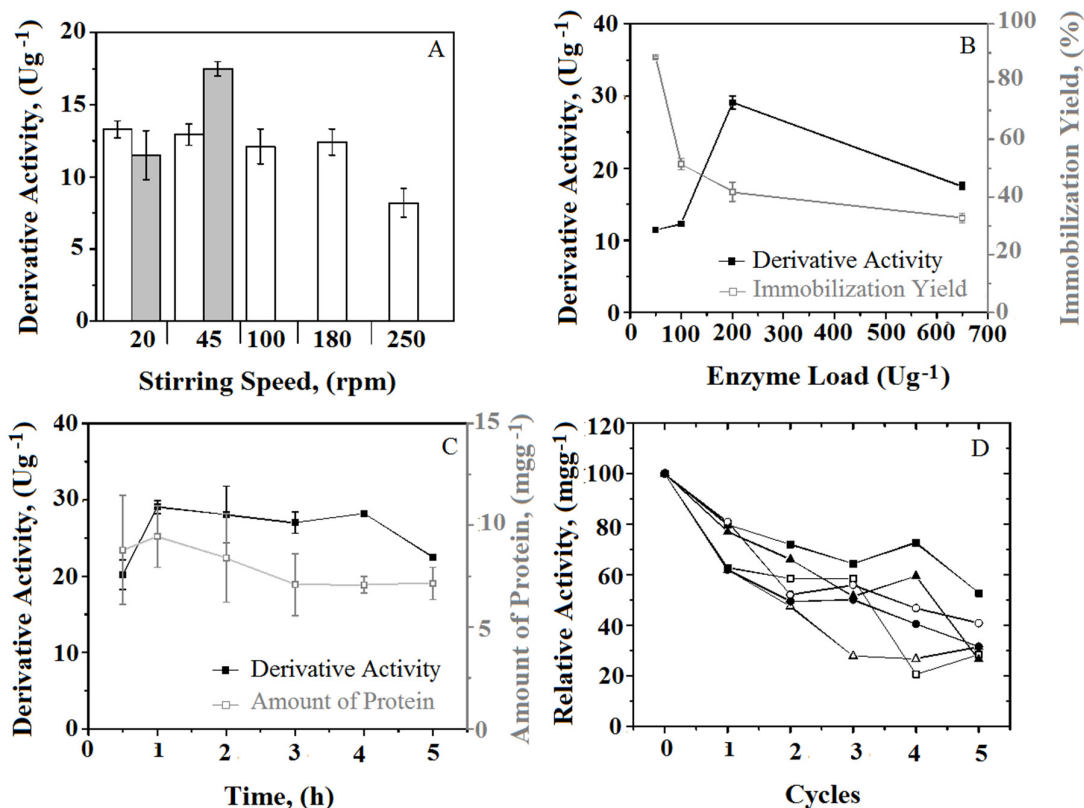 A
Derivative Activity, (Ug-1)
20
15
10
5
0
20 45 100 180 250
Stirring Speed, (rpm)
B
Derivative Activity, (Ug-1)
40
30
20
10
0
Immobilization Yield, (%)
100
80
60
40
20
0
Derivative Activity
Immobilization Yield
0 100 200 300 400 500 600 700
Enzyme Load (Ug-1)
C
Derivative Activity, (Ug-1)
40
30
20
10
0
Amount of Protein, (mgg-1)
15
10
5
0
Derivative Activity
Amount of Protein
0 1 2 3 4 5
Time, (h)
D
Relative Activity, (mgg-1)
120
100
80
60
40
20
0
0 1 2 3 4 5
Cycles